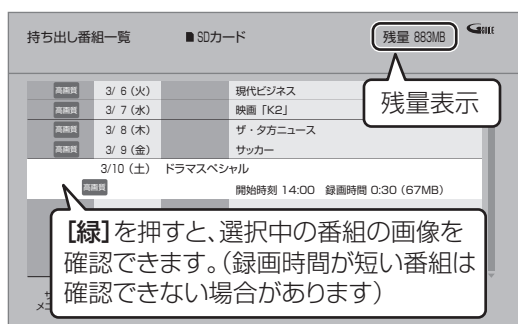 持ち出し番組一覧 ■ SDカード 残量 883MB
残量表示
高画質 3/ 6 (火) 現代ビジネス
高画質 3/ 7 (水) 映画「K2」
高画質 3/ 8 (木) ザ・夕方ニュース
高画質 3/ 9 (金) サッカー
3/10 (土) ドラマスペシャル
高画質 開始時刻 14:00 録画時間 0:30 (67MB)
[緑]を押すと、選択中の番組の画像を
確認できます。(録画時間が短い番組は
確認できない場合があります)